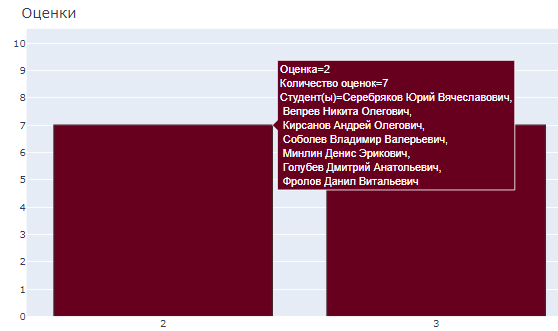 Оценки
10
9
8
7
6
5
4
3
2
1
0
Оценка=2
Количество оценок=7
Студент(ы)=Серебряков Юрий Вячеславович,
Вепрев Никита Олегович,
Кирсанов Андрей Олегович,
Соболев Владимир Валерьевич,
Минлин Денис Эрикович,
Голубев Дмитрий Анатольевич,
Фролов Данил Витальевич
2
3